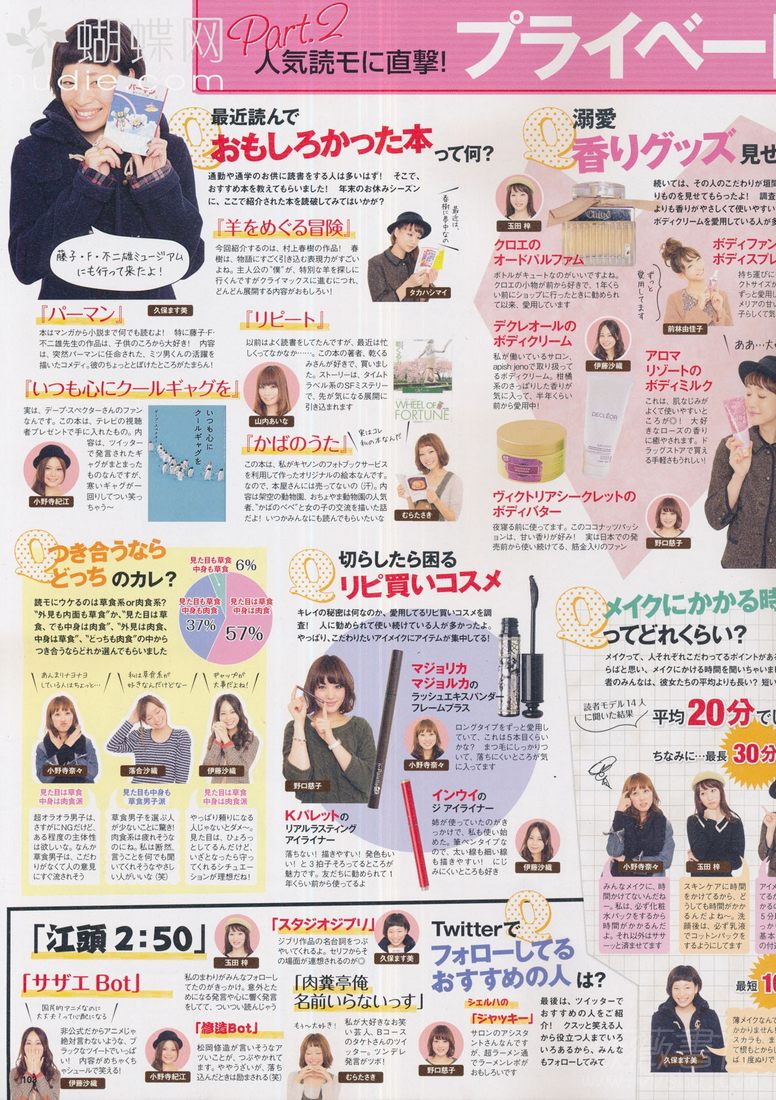 蝴蝶网
hudie.com
Part.2
人気読モに直撃!
プライベー
藤子・F・不二雄ミュージアム
にも行って来たよ!
久保ます美
Q 最近読んで
おもしろかった本って何?
通勤や通学のお供に読書をする人は多いはず! そこで、
おすすめ本を教えてもらいました! 年末のお休みシーズン
に、ここで紹介された本を読破してみてはいかが?
『羊をめぐる冒険』
今回紹介するのは、村上春樹の作品! 春
樹は、物語にすごく引き込む表現力がすごい
よね。主人公の"僕"が、特別な羊を探しに
行くんですがクライマックスに進むにつれ、
どんどん展開する内容がおもしろい!
最近、
春樹に夢中なの
タカハシマイ
『パーマン』
本はマンガから小説まで何でも読むよ! 特に藤子・F・
不二雄先生の作品は、子供のころから大好き! 内容
は、突然パーマンに任命された、ミツ男くんの活躍を
描いたコメディ。彼のちょっとばけたところがたまらん!
『リピート』
以前はよく読書をしてたんですが、最近は忙
しくてなかなか……。この本の著者、乾くる
みさんが好きで、買いまし
た。ストーリーは、タイムト
ラベル系のSFミステリー
で、先が気になる展開に
引き込まれます
山内あいな
WHEEL OF
FORTUNE
『いつも心にクールギャグを』
実は、デーブ・スペクターさんのファン
なんです。この本は、テレビの視聴
者プレゼントで手に入れたもの。内
容は、ツイッター
で発言されたギ
ャグがまとまった
ものなんですが、
寒いギャグが一
回りしてつい笑っ
ちゃう〜
小野寺紀江
いつも心に
クールギャグを
『かばのうた』
実はコレ
私の本なんだ
この本は、私がキヤノンのフォトブックサービス
を利用して作ったオリジナルの絵本なんです。
なので、本屋さんには売ってないの(汗)。内
容は架空の動物園、おちょや動物園の人気
者、"かばのべべ"と女の子の交流を描いた話
だよ! いつかみんなにも読んでもらいたいな
むらたさき
Q 溺愛
香りグッズ見せ
続いては、その人のこだわりが垣間
りものを見せてもらったよ! 調査
よりも香りがやさしくて使いやすい
ボディクリームを愛用してる人が多
玉田 梓
Chloé
クロエの
オードパルファム
ボトルがキュートなのがいいですよね。
クロエの小物が前から好きで、1年くら
い前にショップに行ったときに勧められ
て以来、愛用しています
ずっと
愛用してます
前林由佳子
ボディファン
ボディスプレ
持ち運びに
クトサイズが
ずっと愛用し
メリアの甘い
子らしくて気
デクレオールの
ボディクリーム
私が働いているサロン、
apish jenoで取り扱って
るボディクリーム。柑橘
系のさっぱりした香りが
気に入って、半年くらい
前から愛用中!
伊藤沙織
DECLÉOR
ああ…い
アロマ
リゾートの
ボディミルク
これは、肌なじみが
よくて使いやすい
ところが◎! 大好
きなローズの香り
に癒やされます。ド
ラッグストアで買え
る手軽さもうれしい!
ヴィクトリアシークレットの
ボディバター
夜寝る前に使ってます。このココナッツパッシ
ョンは、甘い香りが好み! 実は日本での発
売前から使い続けてる、筋金入りのファン
野口慈子
Q つき合うなら
どっちのカレ?
読モにウケるのは草食系or肉食系?
"外見も内面も草食"か、"見た目は草
食、でも中身は肉食"、"外見は肉食、
中身は草食"、"どっちも肉食"の中から
つき合うならどれか選んでもらいました
見た目も草食
中身も肉食
6%
見た目も草食
中身も草食
37%
見た目は草食
中身は肉食
57%
あんまりナヨナヨ
している人はちょっと…
私は草食系が
好きなんだけどなー
ギャップが
大事だよね!
小野寺奈々
落合沙織
伊藤沙織
見た目は草食
中身は肉食派
見た目も中身も
草食男子派
見た目は草食
中身は肉食派
超オラオラ男子は、
さすがにNGだけど、
ある程度の主体性
は欲しいな。なんか
草食男子は、こだわ
りがなくて人の意見
にすぐ流されそう
草食男子を選ぶ人
が少ないことに驚き!
肉食系は疲れそうな
のにね。私は断然、
言うことを何でも聞
いてくれそうなやさし
い人がいな(笑)
やっぱり頼りになる
人じゃないとダメ〜。
見た目は、ひょろっ
としてるんだけど、
いざとなったら守っ
てくれるシチュエー
ションが理想だね!
Q 切らしたら困る
リピ買いコスメ
キレイの秘密は何なのか、愛用してるリピ買いコスメを調
査! 人に勧められて使い続けてる人が多かったよ。
やっぱり、こだわりたいアイメイクにアイテムが集中してる!
マジョリカ
マジョルカの
ラッシュエキスパンダー
フレームプラス
ロングタイプをずっと愛用し
ていて、これは5本目くらい
かな? まつ毛にしっかりつ
いて、落ちにくいところが気
に入ってます
小野寺奈々
野口慈子
Kパレットの
リアルラスティング
アイライナー
落ちない! 描きやすい! 発色もい
い! と3拍子そろってるところが
魅力です。友だちに勧められて1
年くらい前から使ってるよ
インウイの
ジ アイライナー
姉が使っていたのがき
っかけで、私も使い始
めた。筆ペンタイプな
ので、太い線も細い線
も描きやすい! にじ
みにくいところも好き
伊藤沙織
Q メイクにかかる時
ってどれくらい?
メイクって、人それぞれこだわってるポイントがある
らばと思い、メイクにかける時間を聞いちゃいま
者のみんなは、彼女たちの平均よりも長い? 短い
読者モデル14人
に聞いた結果
平均20分でし
ちなみに…最長
30分
小野寺奈々
玉田 梓
みんなメイクに、時
間かけてないんだね
〜。私は、必ず化粧
水パックをするから
時間がかかるんだ
よ。それ以外はササ
ーッと済ませてます
スキンケアに時間
をかけてるから、ど
うしても時間がかか
るんだよね〜。洗
顔後は、必ず乳液
でコットンパックを
するようにしてます
最短
10
久保ます美
薄メイクなんで
かかりません!
スカラも、ま
で根もとから
は1度ぬりで
「江頭2:50」
玉田 梓
私のまわりがみんなフォローし
てたのがきっかけ。意外とた
めになる発言や心に響く発言
をしてて、ついつい読んじゃう
「スタジオジブリ」
ジブリ作品の名台詞をつぶ
やいてくれるよ。セリフからそ
の場面が連想されるのが◎
久保ます美
「サザエBot」
国民的アニメなのに
大丈夫?って心配になる
非公式だからアニメじゃ
絶対言わないような、ブ
ラックなツイートでいっぱ
い! 内容がめちゃくち
ゃシュールで笑える!
伊藤沙織
「修造Bot」
松岡修造が言いそうなア
ツいことが、つぶやかれて
ます。ややうざいが、落ち
込んだときは励まされる(笑)
小野寺紀江
「肉糞亭俺
名前いらないっす」
もぅ〜大好き!
私が大好きなお笑
い芸人、Bコース
のタケトさんのツイ
ッター。ツンデレ
発言がツボ!
むらたさき
Twitterで
フォローしてる
おすすめの人は?
Q
シエルハの
「ジャッキー」
サロンのアシスタ
ントさんなんです
が、超ラーメン通
でラーメンレポが
おもしろいです
野口慈子
最後は、ツイッターで
おすすめの人をご紹
介! クスッと笑える人
から役立つ人までいろ
いろいるから、みんな
もフォローしてみて
103